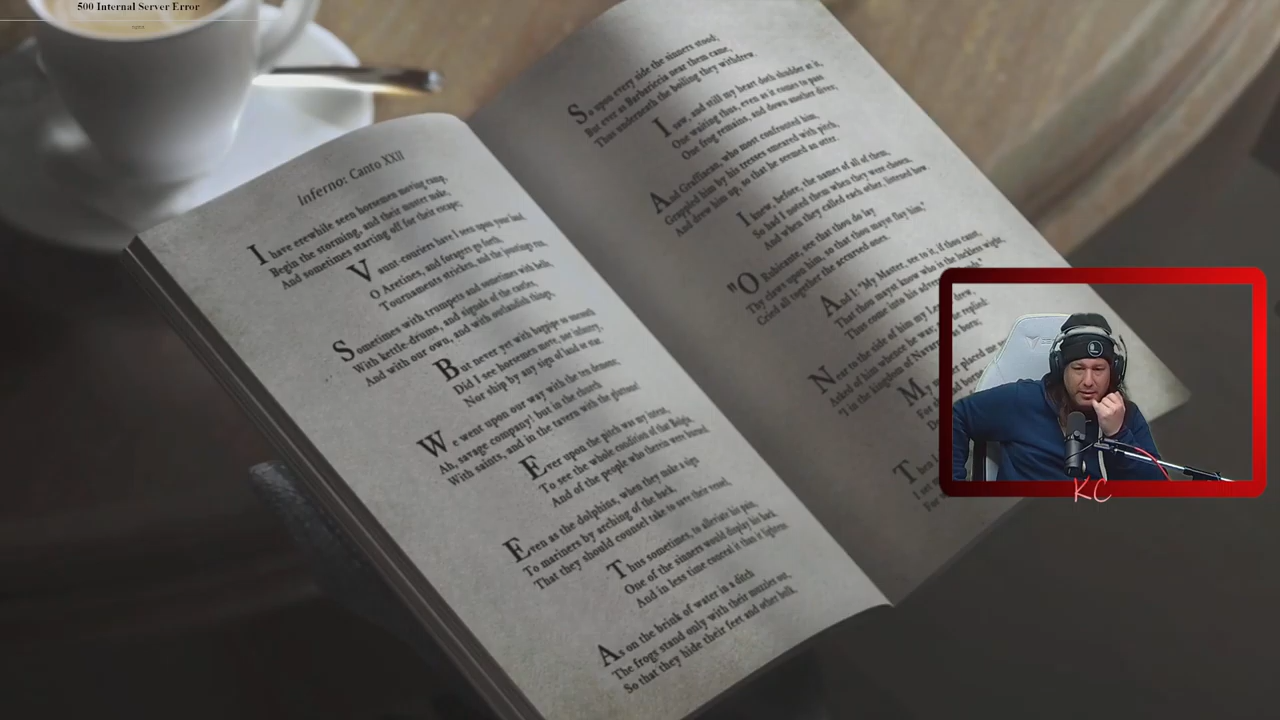 500 Internal Server Error
nginx
Inferno: Canto XXII
I have erewhile seen horsemen moving camp,
Begin the storming, and their muster make,
And sometimes starting off for their escape;
Vaunt-couriers have I seen upon your land,
O Aretines, and foragers go forth,
Tournaments stricken, and the joustings run,
Sometimes with trumpets and sometimes with bells,
With kettle-drums, and signals of the castles,
And with our own, and with outlandish things,
But never yet with bagpipe so uncouth
Did I see horsemen move, nor infantry,
Nor ship by any sign of land or star.
We went upon our way with the ten demons:
Ah, savage company! but in the church
With saints, and in the tavern with the gluttons!
Ever upon the pitch was my intent,
To see the whole condition of that Bolgia,
And of the people who therein were burned.
Even as the dolphins, when they make a sign
To mariners by arching of the back,
That they should counsel take to save their vessel,
Thus sometimes, to alleviate his pain,
One of the sinners would display his back,
And in less time conceal it than it lightens.
As on the brink of water in a ditch
The frogs stand only with their muzzles out,
So that they hide their feet and other bulk,
So upon every side the sinners stood;
But ever as Barbariccia near them came,
Thus underneath the boiling they withdrew.
I saw, and still my heart doth shudder at it,
One waiting thus, even as it comes to pass
One frog remains, and down another dives;
And Graffiacan, who most confronted him,
Grappled him by his tresses smeared with pitch,
And drew him up, so that he seemed an otter.
I knew, before, the names of all of them,
So had I noted them when they were chosen,
And when they called each other, listened how.
"O Rubicante, see that thou do lay
Thy claws upon him, so that thou mayst flay him,"
Cried all together the accursed ones.
And I: "My Master, see to it, if thou canst,
That thou mayst know who is the luckless wight,
Thus come into his
Near to the side of him my Leader drew,
Asked of him whence he was; replied:
"I in the kingdom of Navarre was born;
My placed me
For
T
I
For
KC